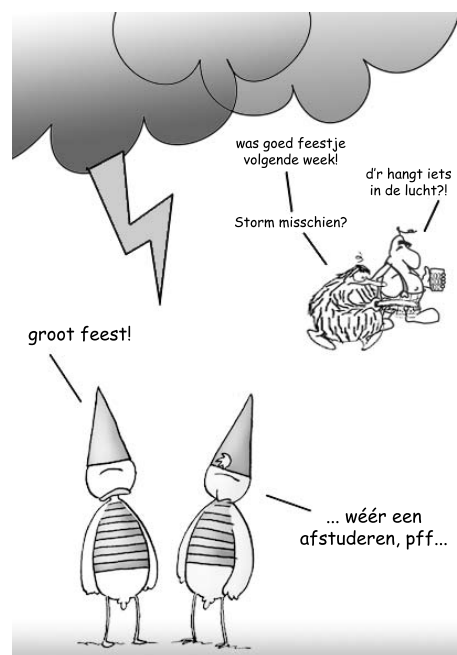 was goed feestje
volgende week!
d'r hangt iets
in de lucht?!
Storm misschien?
groot feest!
... wéér een
afstuderen, pff...